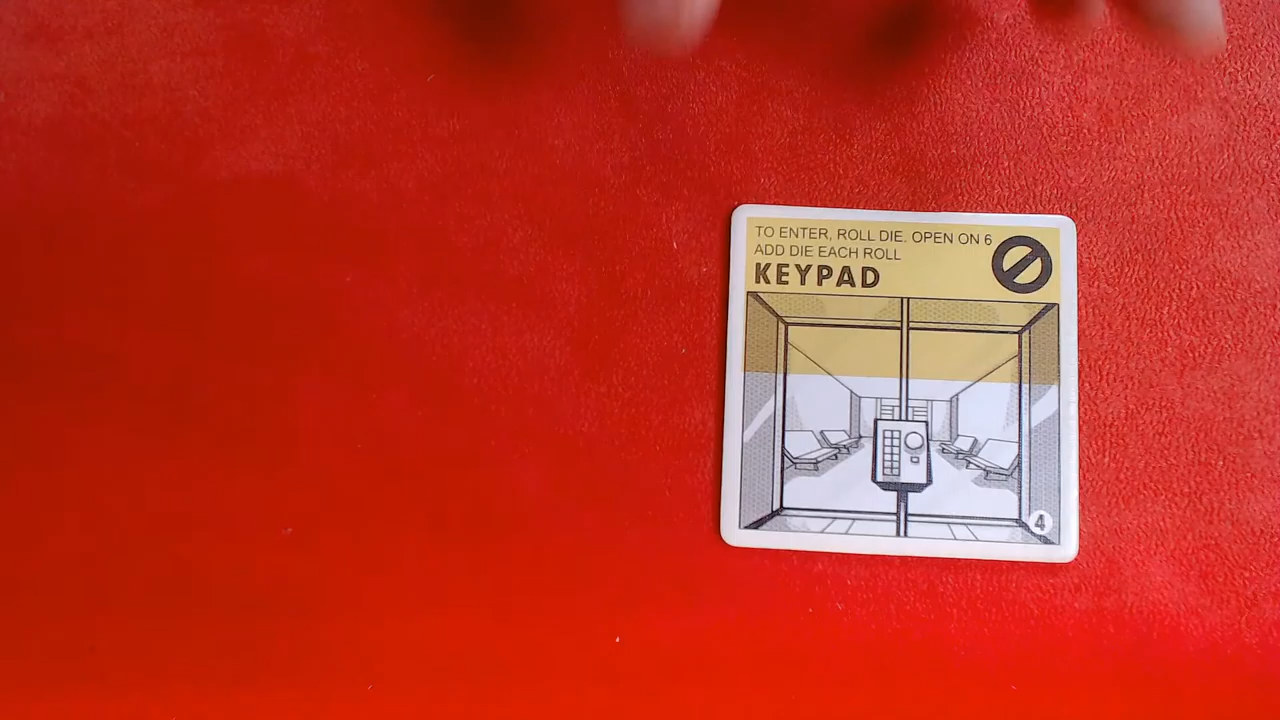 TO ENTER, ROLL DIE. OPEN ON 6
ADD DIE EACH ROLL
KEYPAD
4